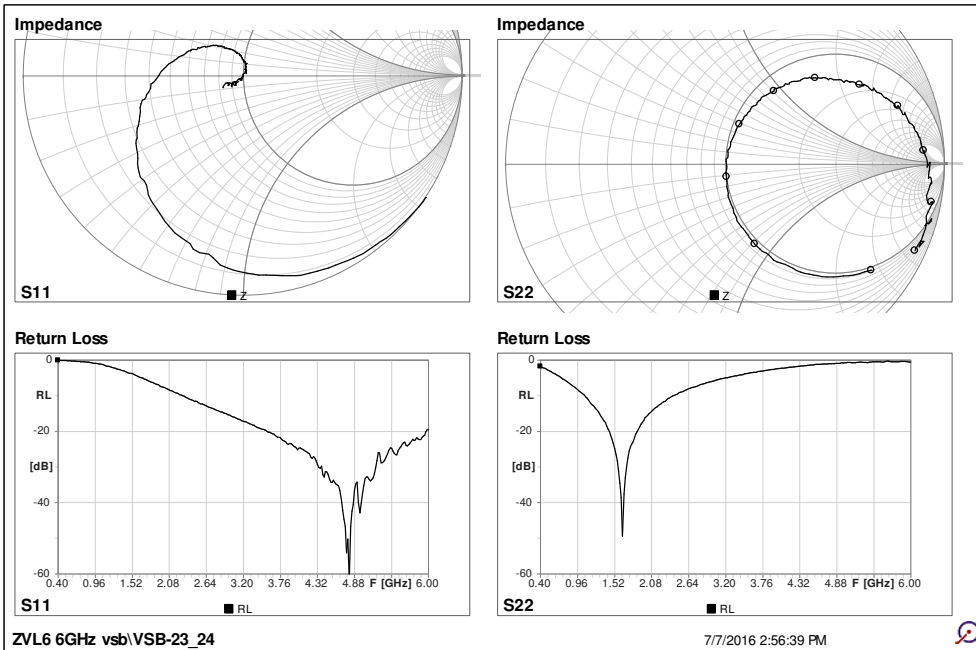 Impedance
S11
Z
Impedance
S22
Z
Return Loss
0
RL
-20
[dB]
-40
-60
0.40 0.96 1.52 2.08 2.64 3.20 3.76 4.32 4.88 F [GHz] 6.00
S11
RL
Return Loss
0
RL
-20
[dB]
-40
-60
0.40 0.96 1.52 2.08 2.64 3.20 3.76 4.32 4.88 F [GHz] 6.00
S22
RL
ZVL6 6GHz vsb\VSB-23_24
7/7/2016 2:56:39 PM